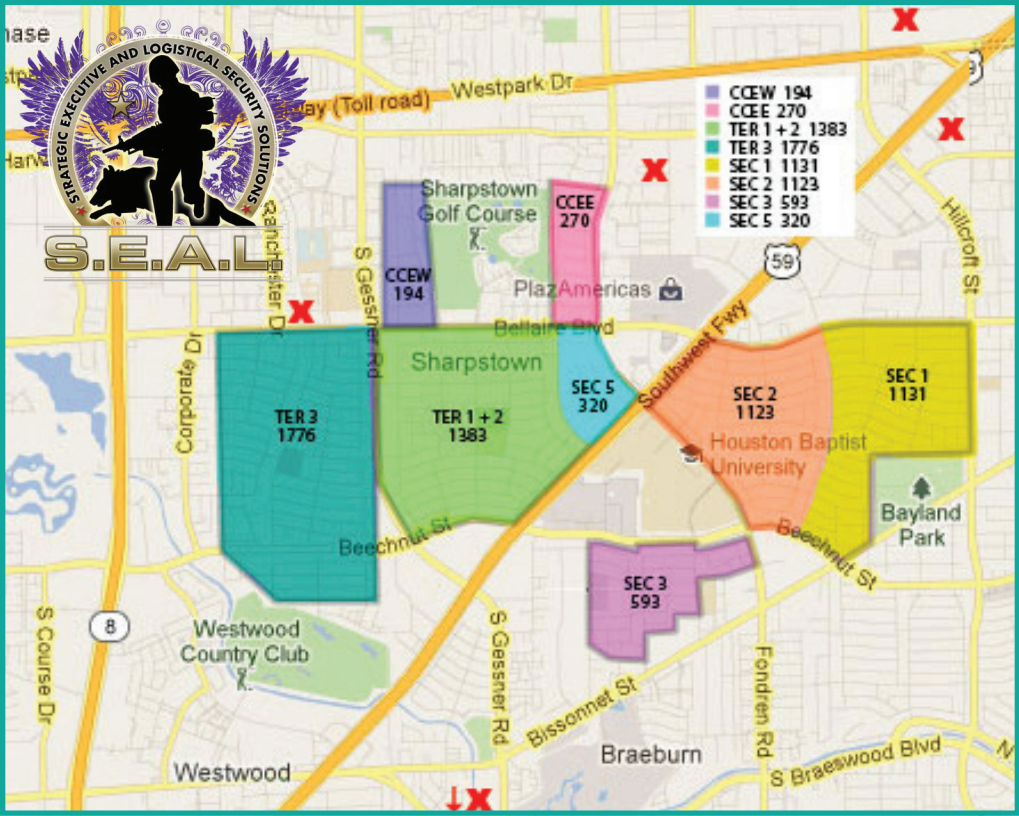 hase
STRATEGIC EXECUTIVE AND LOGISTICAL SECURITY SOLUTIONS
S.E.A.L.
way (Toll road)
Westpark Dr
Harw
CCEW 194
CCEE 270
TER 1 + 2 1383
TER 3 1776
SEC 1 1131
SEC 2 1123
SEC 3 593
SEC 5 320
X
X
X
X
Ranchester Dr
S Gessner Rd
Sharpstown
Golf Course
CCEE
270
CCEW
194
PlazAmericas
59
Hillcroft St
Bellaire Blvd
Southwest Fwy
Corporate Dr
Sharpstown
TER 3
1776
TER 1 + 2
1383
SEC 5
320
SEC 2
1123
SEC 1
1131
Houston Baptist
University
Bayland
Park
Beechnut St
Beechnut St
SEC 3
593
8
S Course Dr
Westwood
Country Club
S Gessner Rd
Bissonnet St
Fondren Rd
Braeburn
S Braeswood Blvd
N
Westwood
X